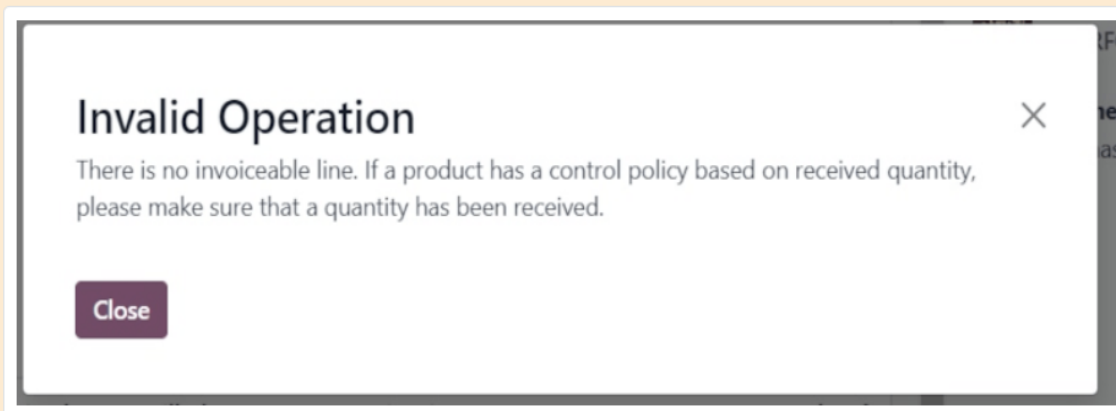 Invalid Operation
There is no invoiceable line. If a product has a control policy based on received quantity,
please make sure that a quantity has been received.
Close